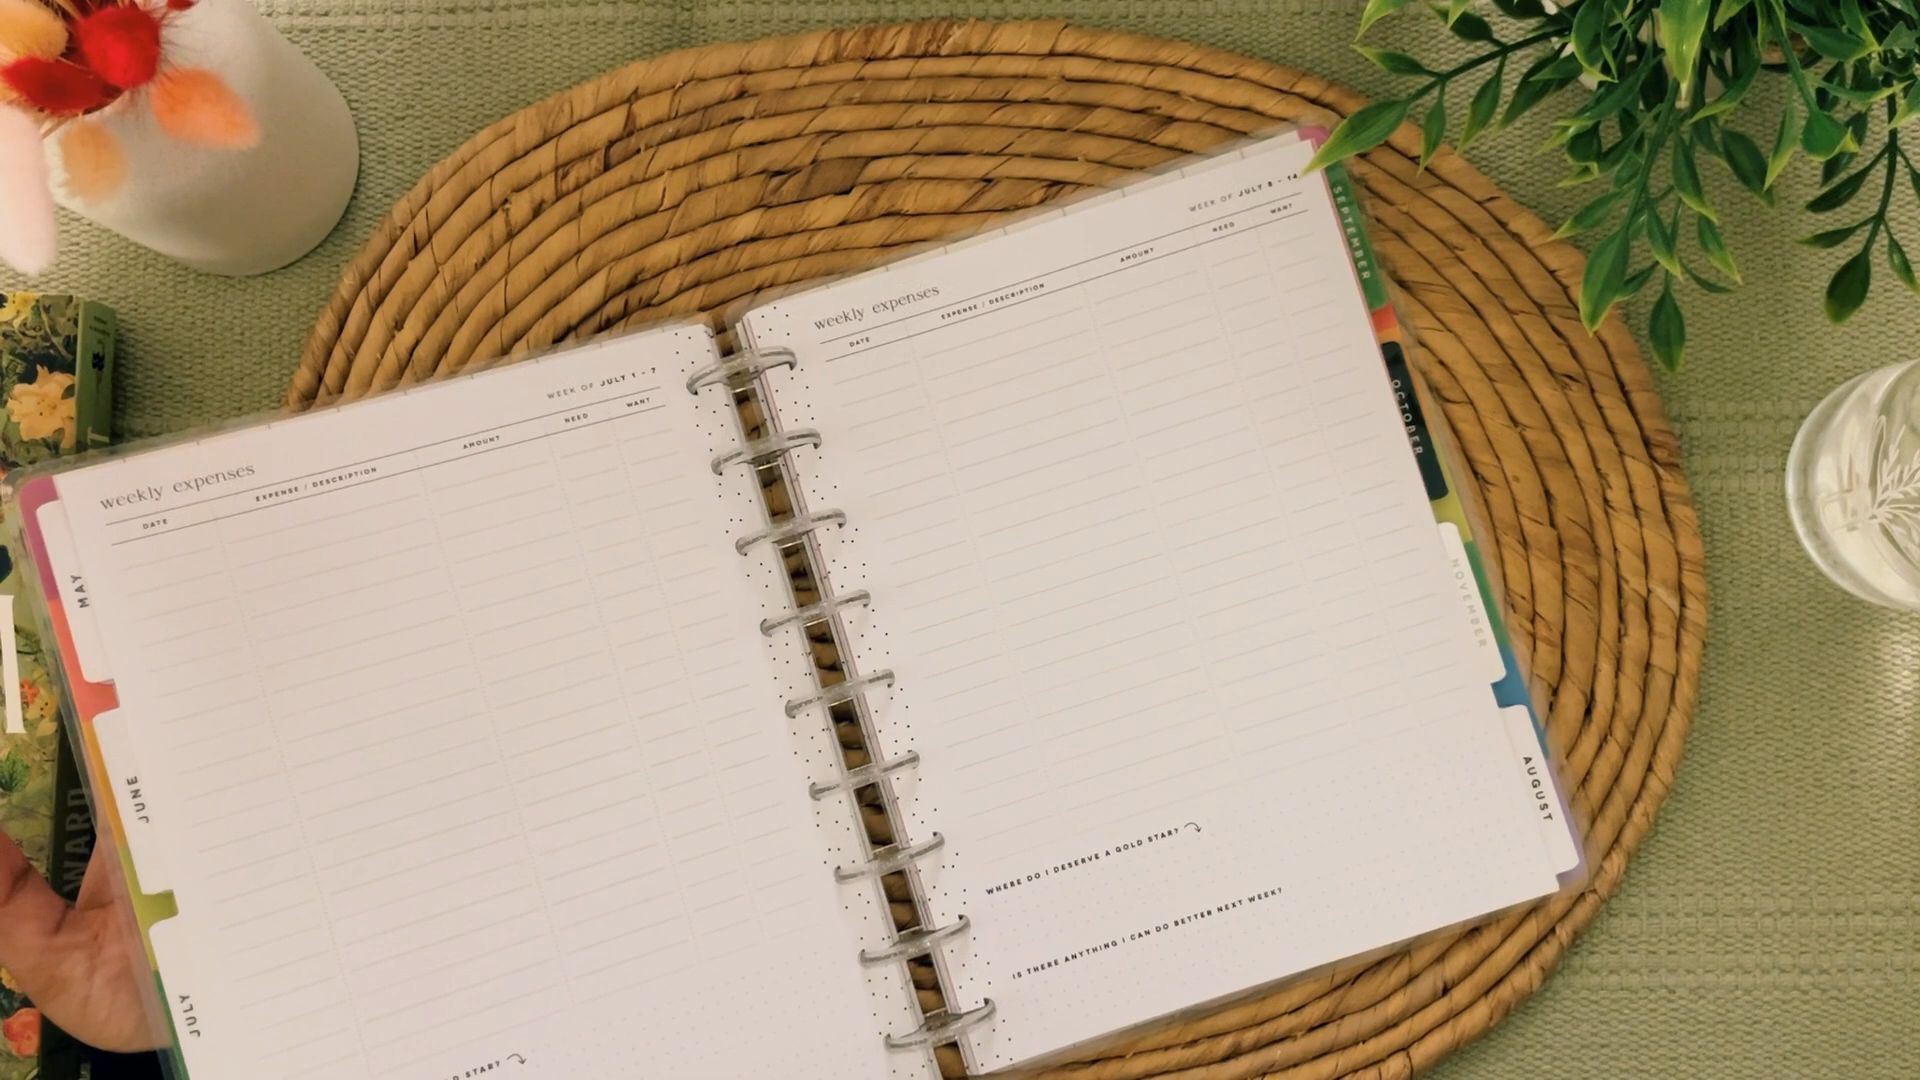 WEEK OF JULY 1 - 7
weekly expenses
DATE EXPENSE / DESCRIPTION AMOUNT NEED WANT
STAR?
MAY
JUNE
JULY
WEEK OF JULY 8 - 14
weekly expenses
DATE EXPENSE / DESCRIPTION AMOUNT NEED WANT
WHERE DO I DESERVE A GOLD STAR?
IS THERE ANYTHING I CAN DO BETTER NEXT WEEK?
SEPTEMBER
OCTOBER
NOVEMBER
AUGUST